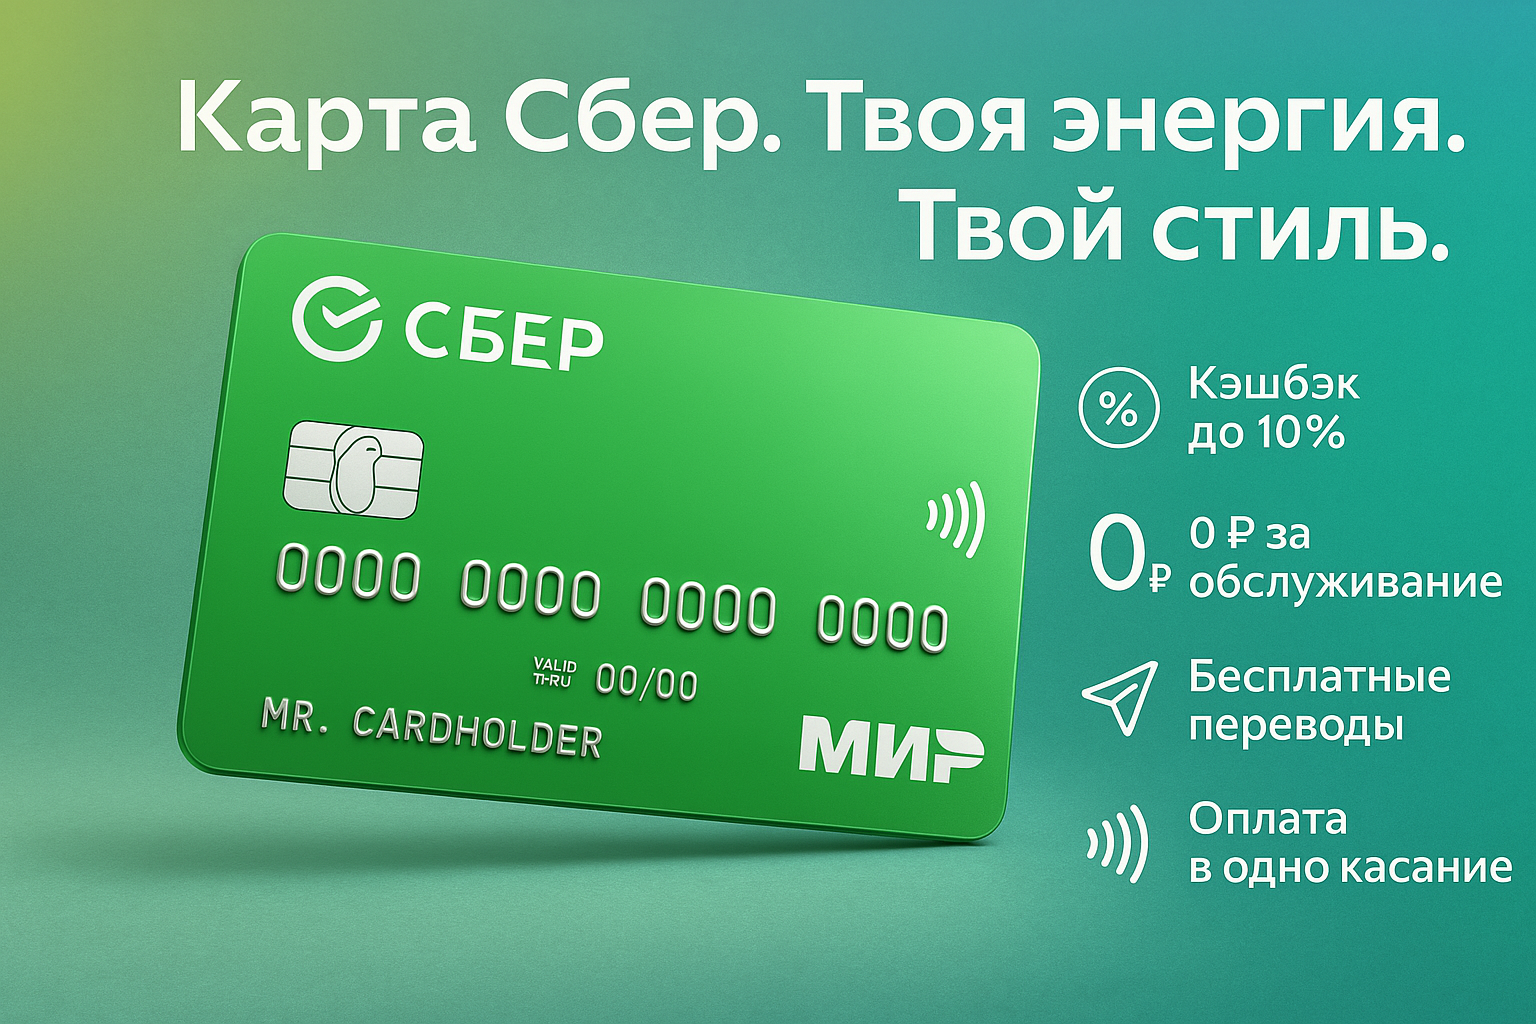 Карта Сбер. Твоя энергия.
Твой стиль.
СБЕР
0000 0000 0000 0000
VALID
THRU
00/00
MR. CARDHOLDER
МИР
%
Кэшбэк
до 10%
0₽
0 ₽ за
обслуживание
Бесплатные
переводы
Оплата
в одно касание